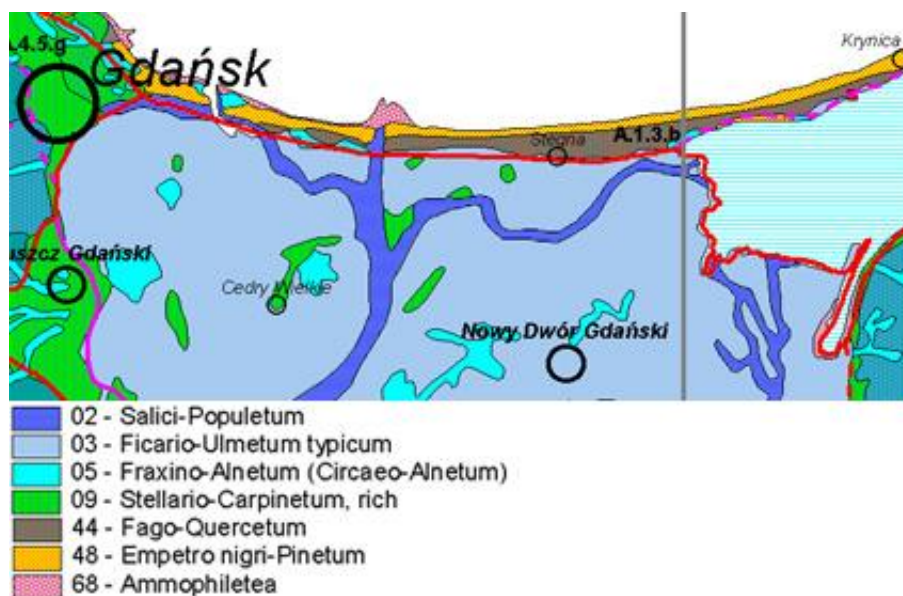 A.4.5.g
Gdańsk
Krynica
Stegna
A.1.3.b
uszcz Gdański
Cedry Wielkie
Nowy Dwór Gdański
02 - Salici-Populetum
03 - Ficario-Ulmetum typicum
05 - Fraxino-Alnetum (Circaeo-Alnetum)
09 - Stellario-Carpinetum, rich
44 - Fago-Quercetum
48 - Empetro nigri-Pinetum
68 - Ammophiletea